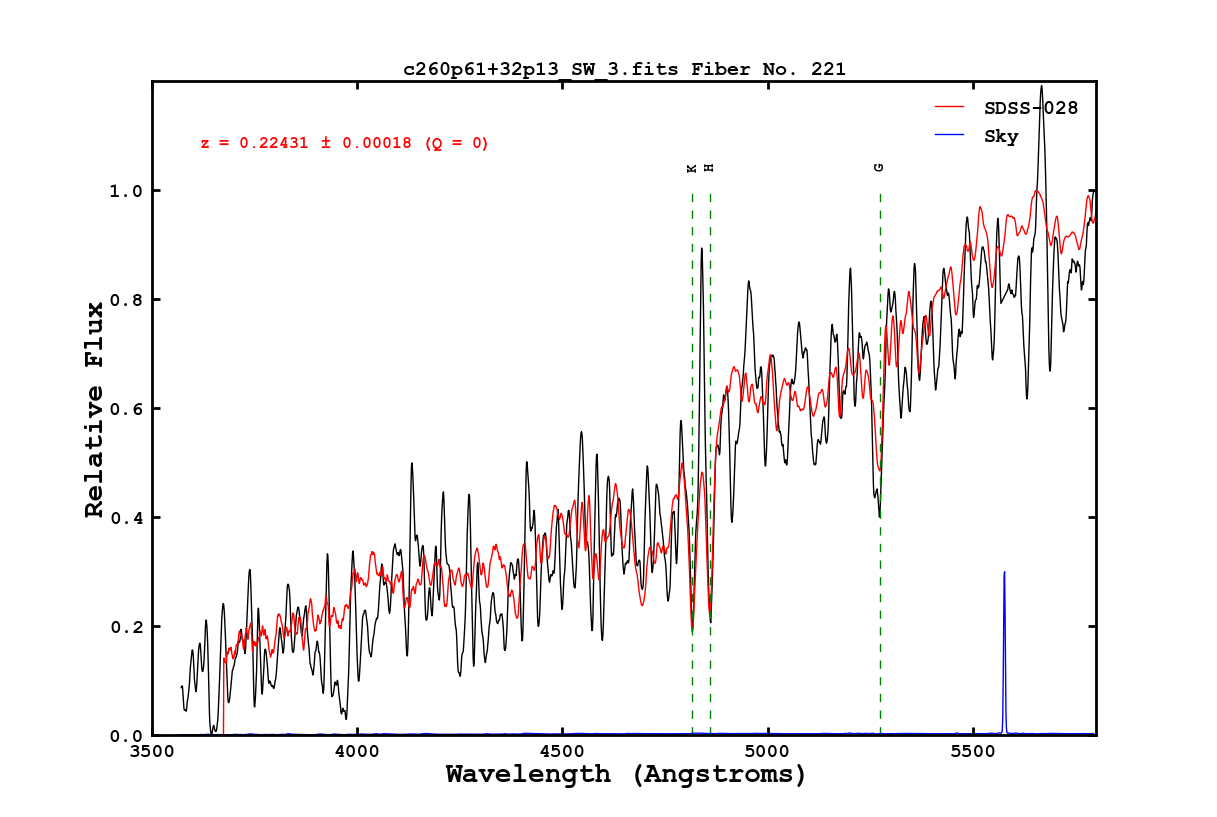 c260p61+32p13_SW_3.fits Fiber No. 221
SDSS-028
Sky
z = 0.22431 ± 0.00018 (Q = 0)
K H G
1.0
0.8
0.6
0.4
0.2
0.0
3500 4000 4500 5000 5500
Relative Flux
Wavelength (Angstroms)